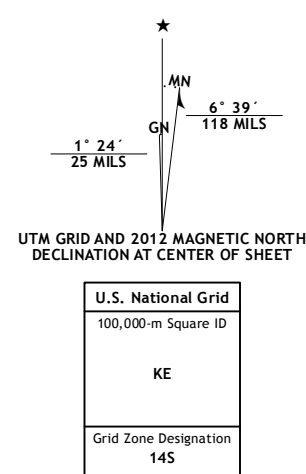 MN
GN
6° 39´
118 MILS
1° 24´
25 MILS
UTM GRID AND 2012 MAGNETIC NORTH
DECLINATION AT CENTER OF SHEET
U.S. National Grid
100,000-m Square ID
KE
Grid Zone Designation
14S